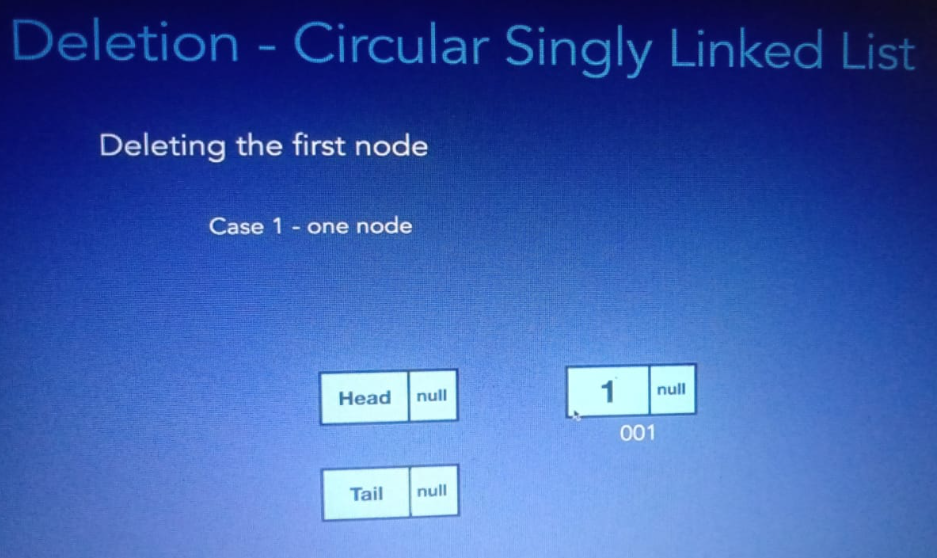 Deletion - Circular Singly Linked List
Deleting the first node
Case 1 - one node
Head null
1 null
001
Tail null